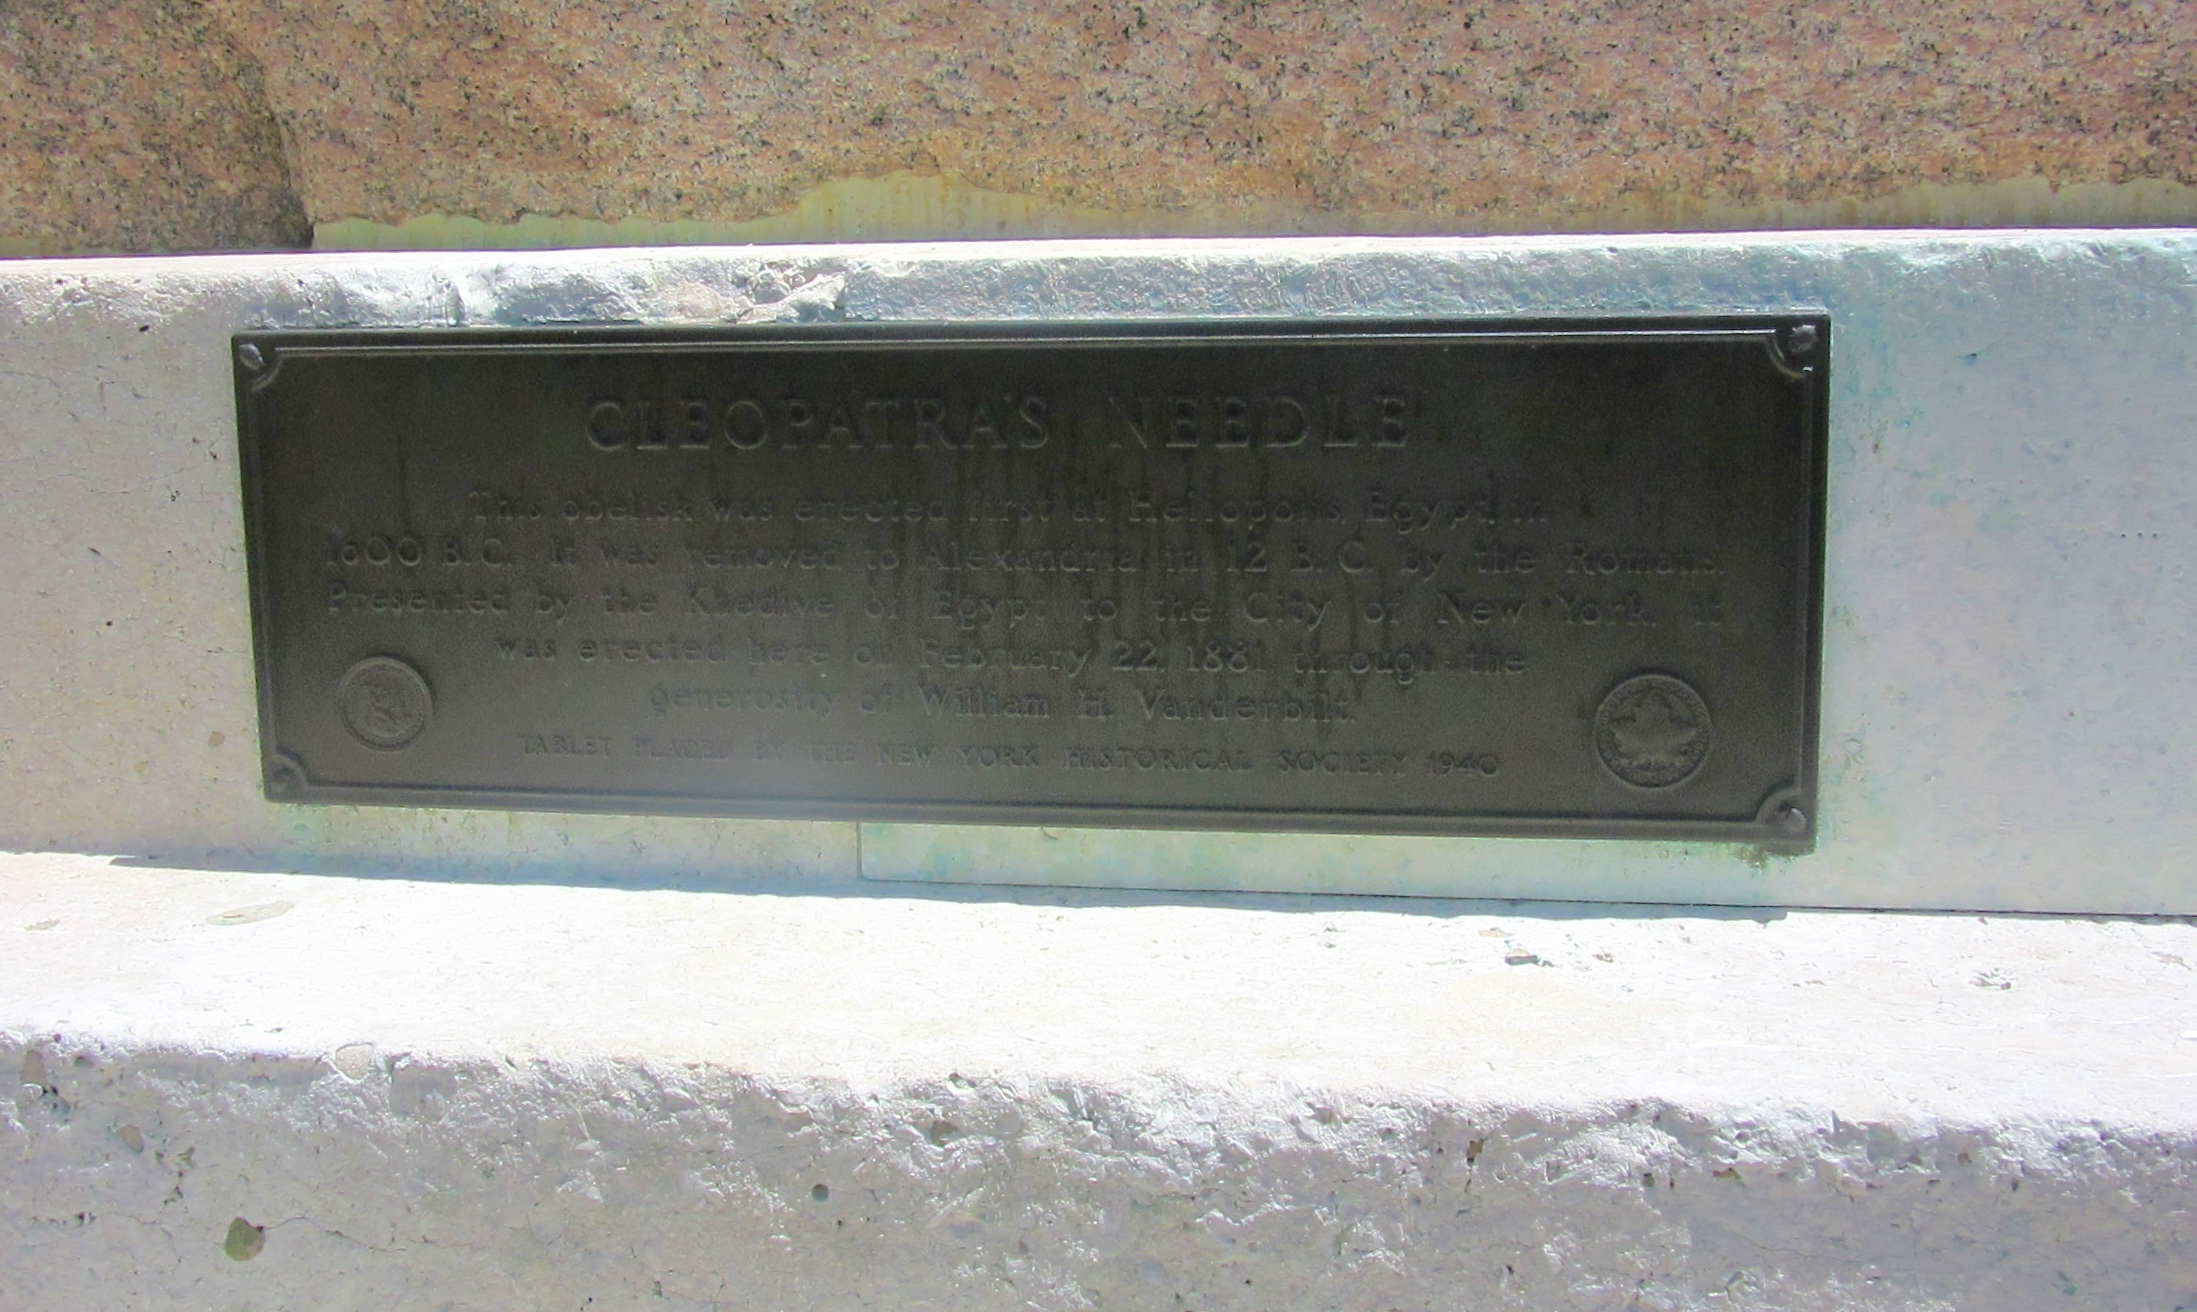 CLEOPATRA'S NEEDLE
This obelisk was erected first at Heliopolis, Egypt, in
1600 B.C. It was removed to Alexandria in 12 B.C. by the Romans.
Presented by the Khedive of Egypt to the City of New York, it
was erected here on February 22, 1881 through the
generosity of William H. Vanderbilt.
TABLET PLACED BY THE NEW YORK HISTORICAL SOCIETY 1940